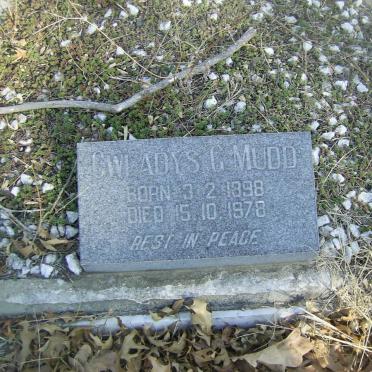 GWLADYS G. MUDD
BORN 3. 2. 1898
DIED 15. 10. 1978
REST IN PEACE